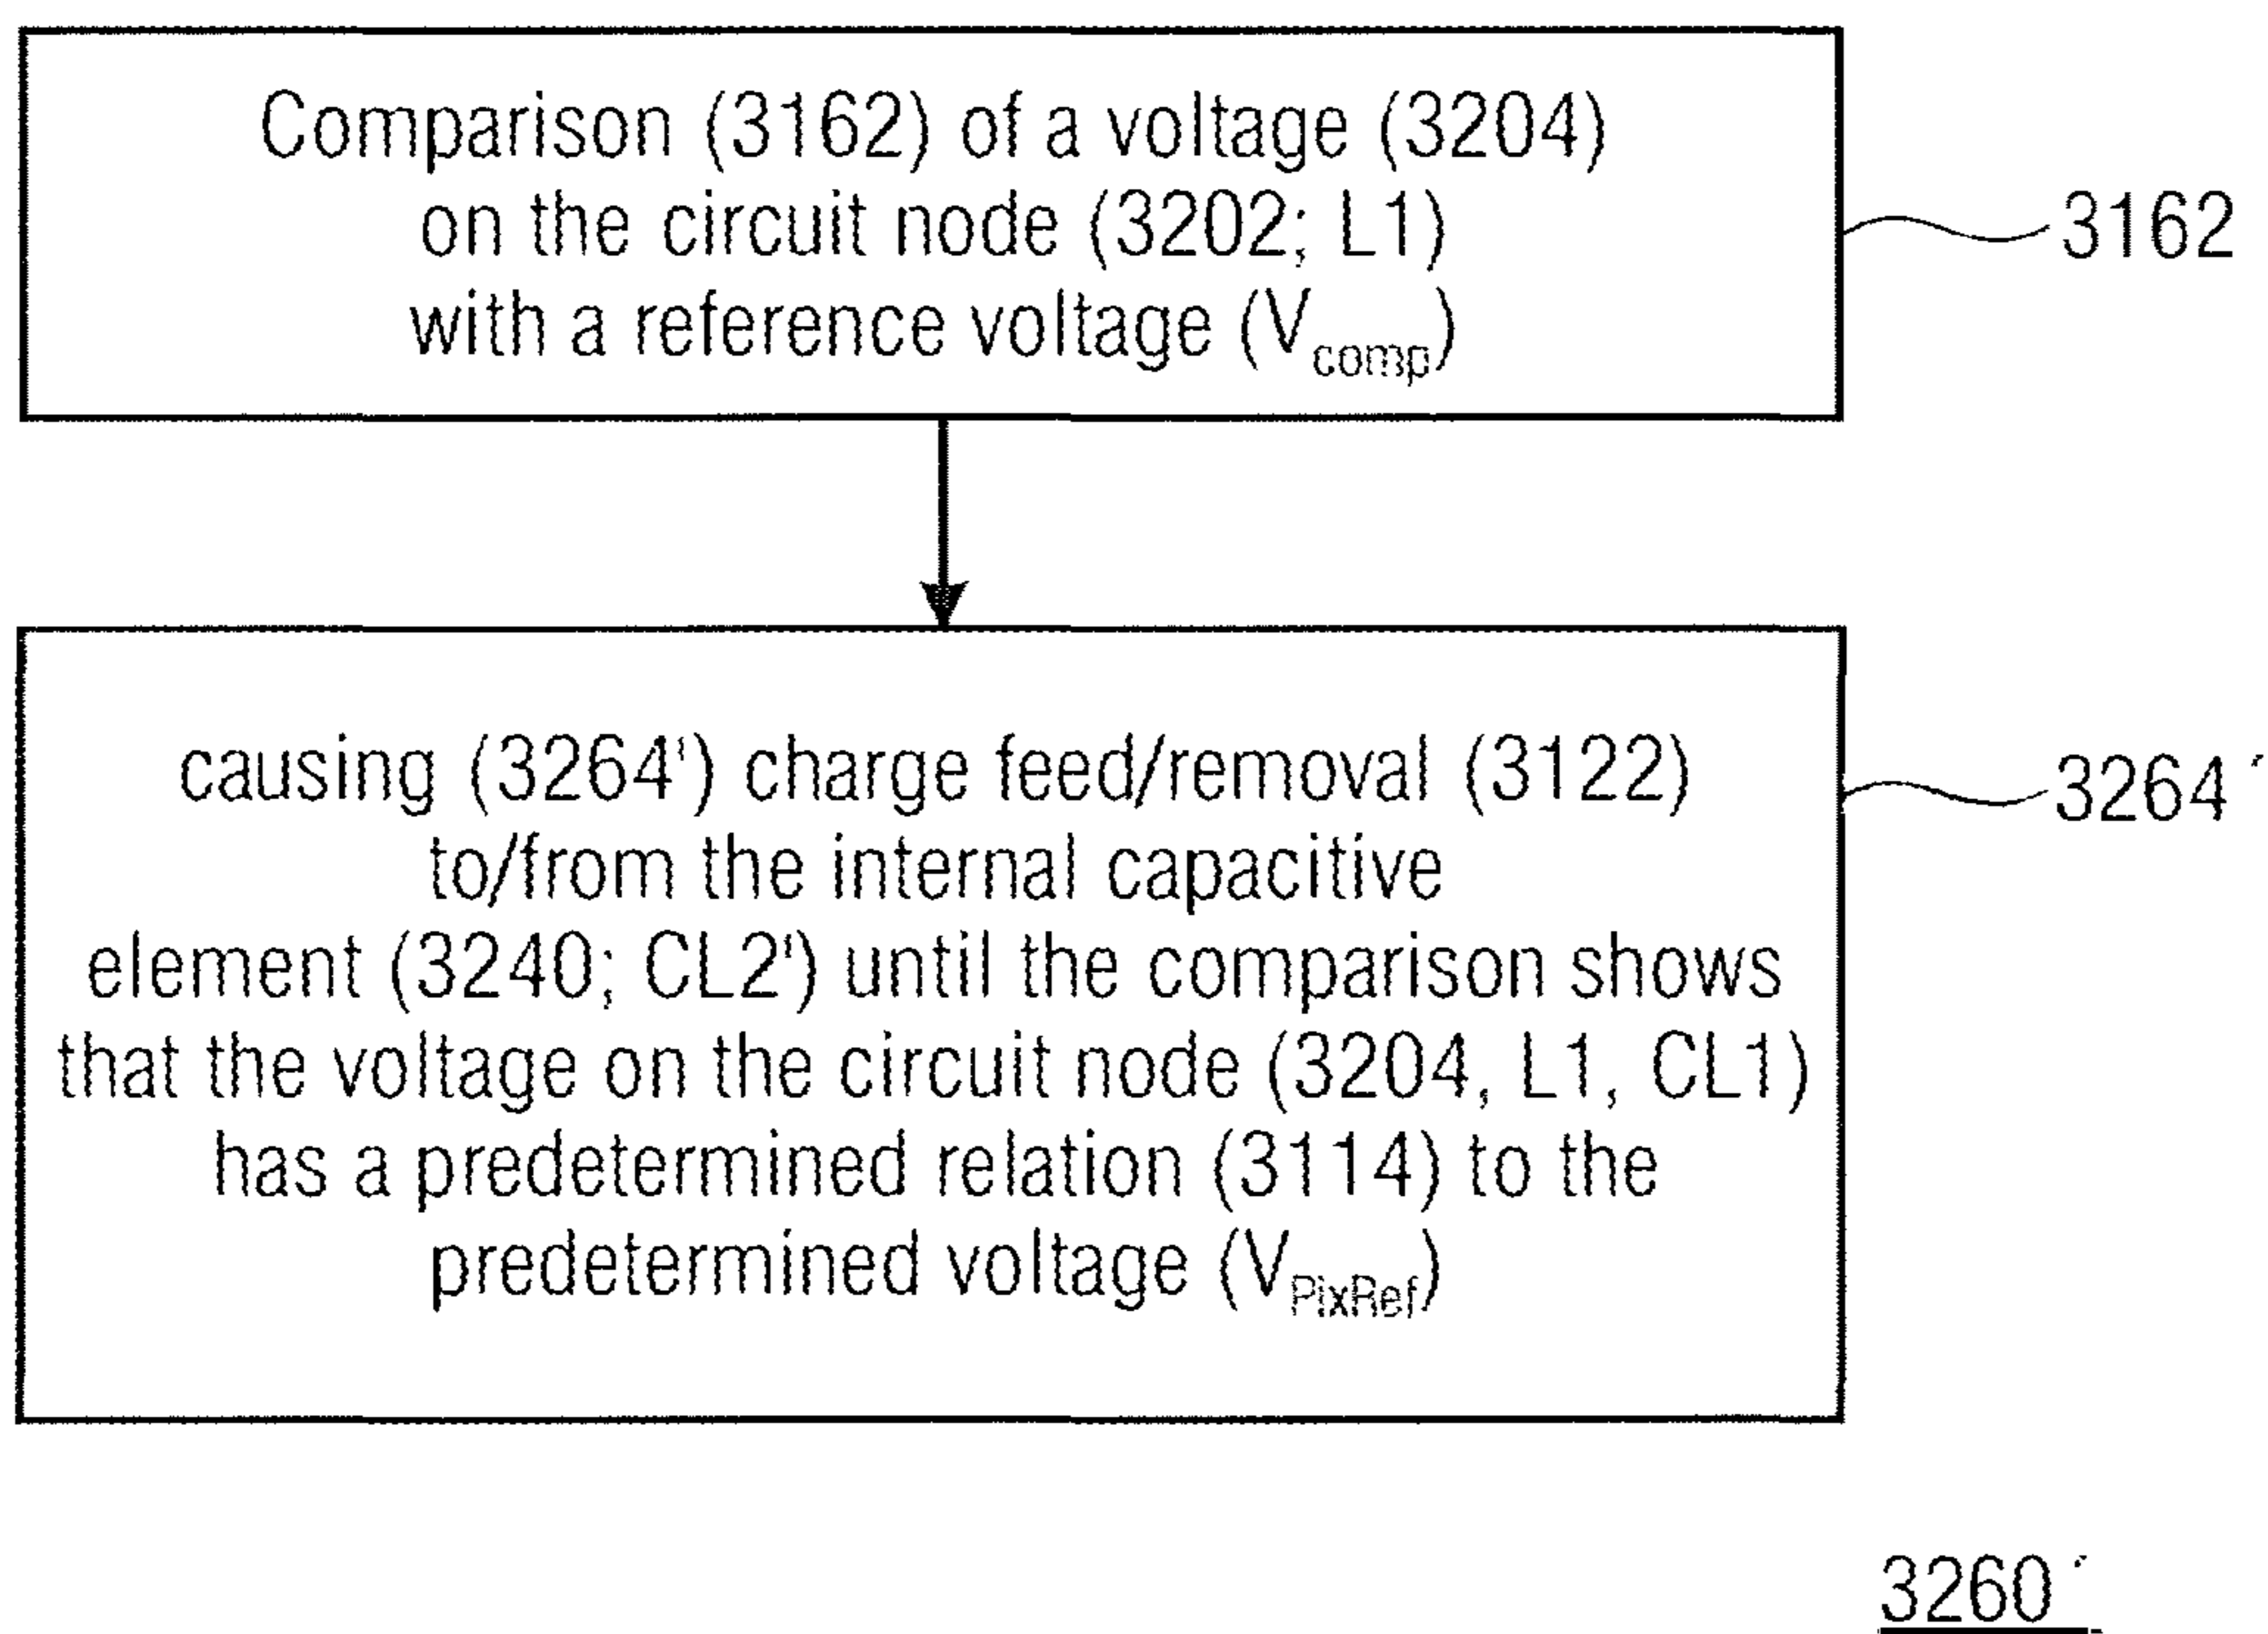 Comparison (3162) of a voltage (3204)
on the circuit node (3202; L1)
with a reference voltage (Vcomp)
3162
causing (3264') charge feed/removal (3122)
to/from the internal capacitive
element (3240; CL2') until the comparison shows
that the voltage on the circuit node (3204, L1, CL1)
has a predetermined relation (3114) to the
predetermined voltage (VPixRef)
3264'
3260'